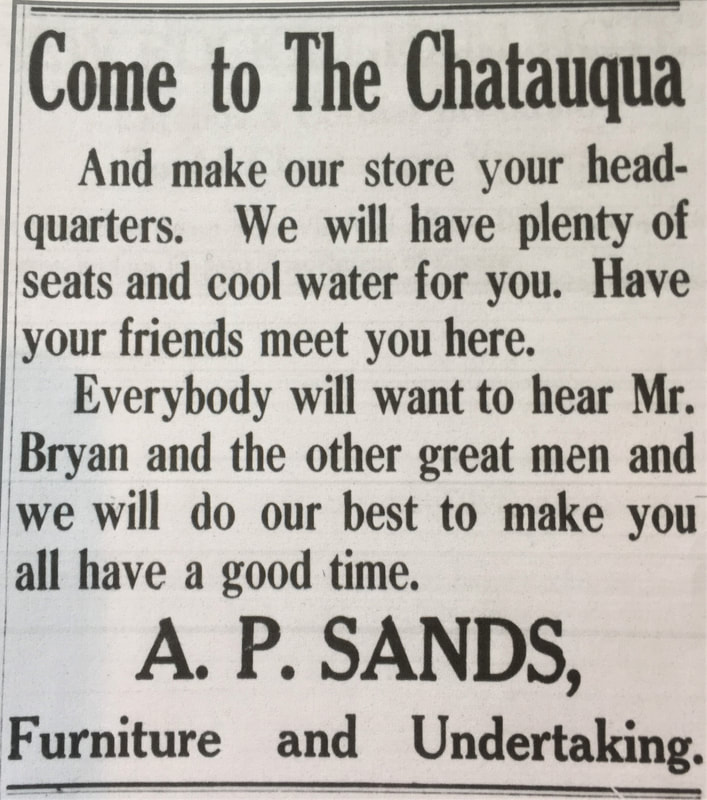 Come to The Chatauqua
And make our store your head-
quarters. We will have plenty of
seats and cool water for you. Have
your friends meet you here.
Everybody will want to hear Mr.
Bryan and the other great men and
we will do our best to make you
all have a good time.
A. P. SANDS,
Furniture and Undertaking.